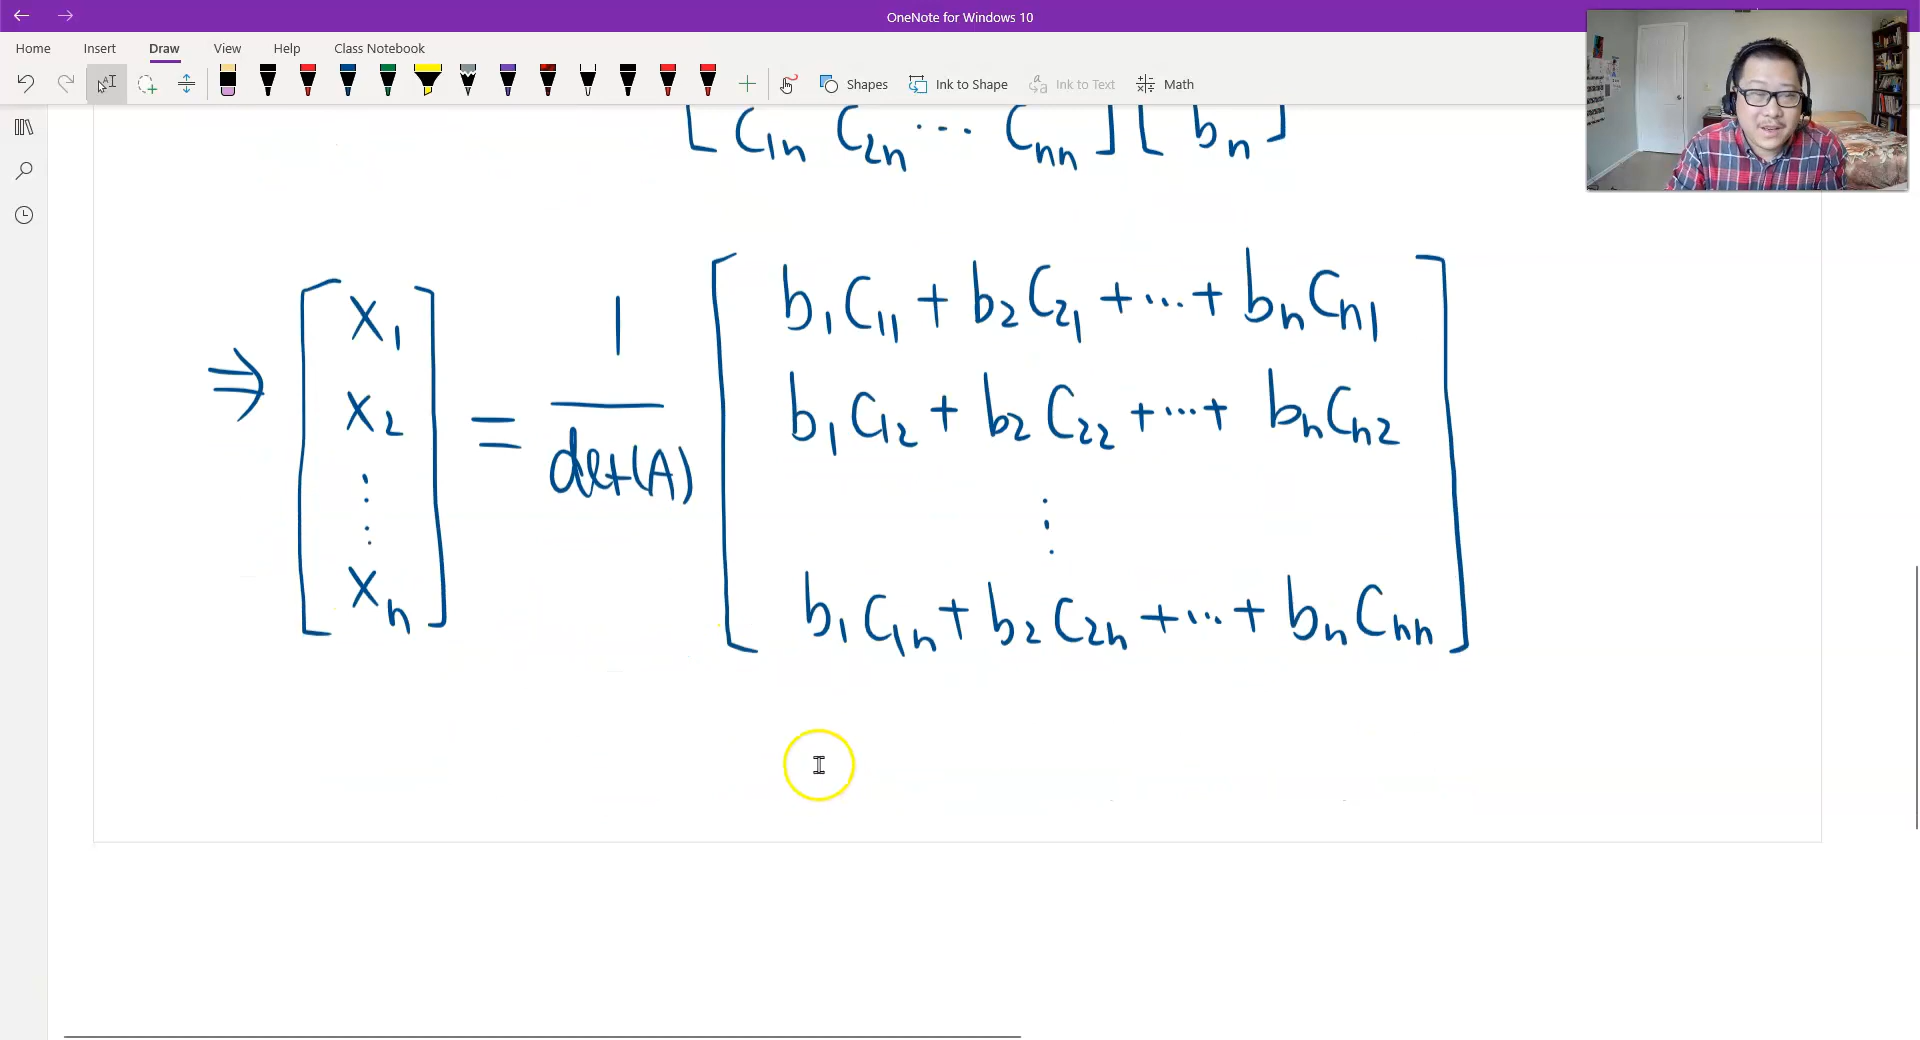 OneNote for Windows 10
Home Insert Draw View Help Class Notebook
Shapes Ink to Shape Ink to Text Math
[ C₁ₙ C₂ₙ ⋯ Cₙₙ ] [ bₙ ]
⇒ [ x₁ x₂ ⋮ xₙ ] = 1 / det(A)
b₁C₁₁ + b₂C₂₁ + ⋯ + bₙCₙ₁
b₁C₁₂ + b₂C₂₂ + ⋯ + bₙCₙ₂
⋮
b₁C₁ₙ + b₂C₂ₙ + ⋯ + bₙCₙₙ